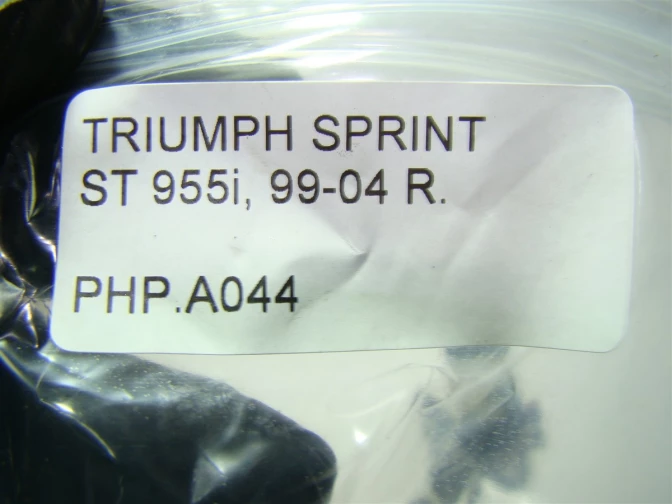 TRIUMPH SPRINT
ST 955i, 99-04 R.
PHP.A044